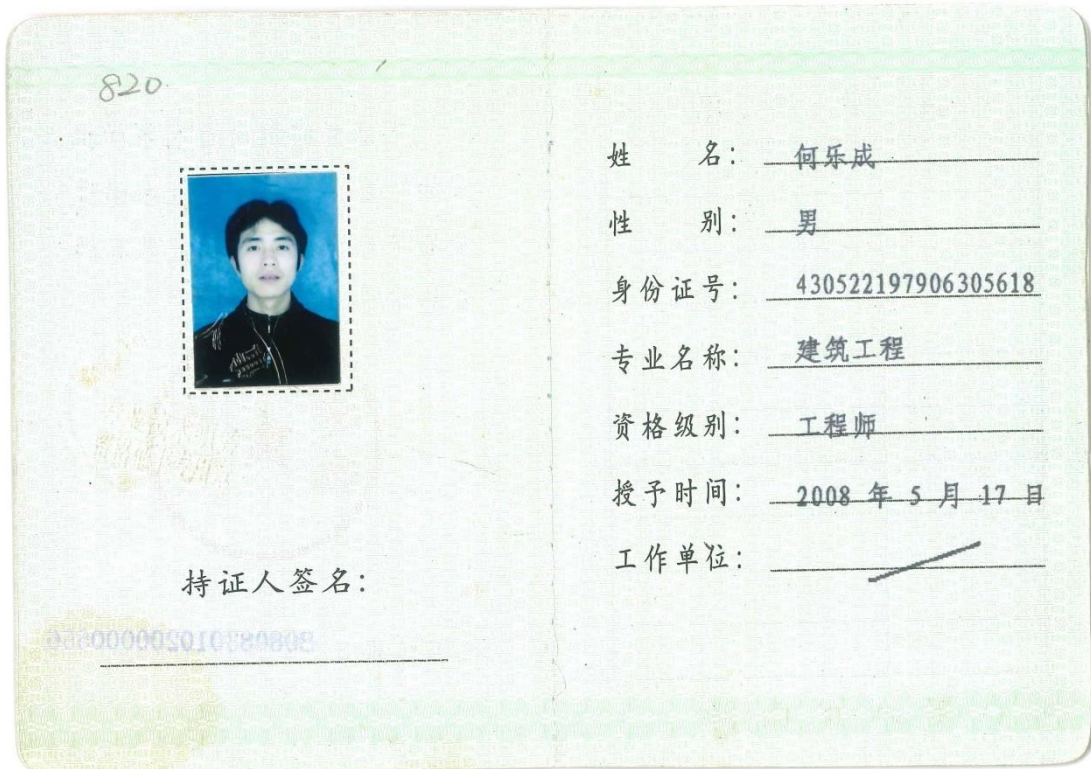 820
姓 名： 何乐成
性 别： 男
身份证号： 430522197906305618
专业名称： 建筑工程
资格级别： 工程师
授予时间： 2008 年 5 月 17 日
工作单位：
持证人签名：